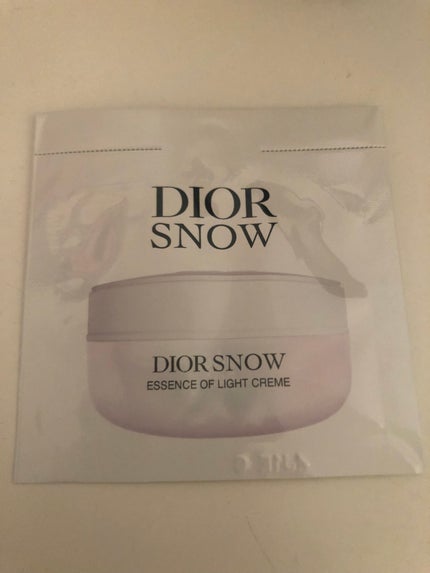 DIOR
SNOW
DIOR SNOW
ESSENCE OF LIGHT CREME